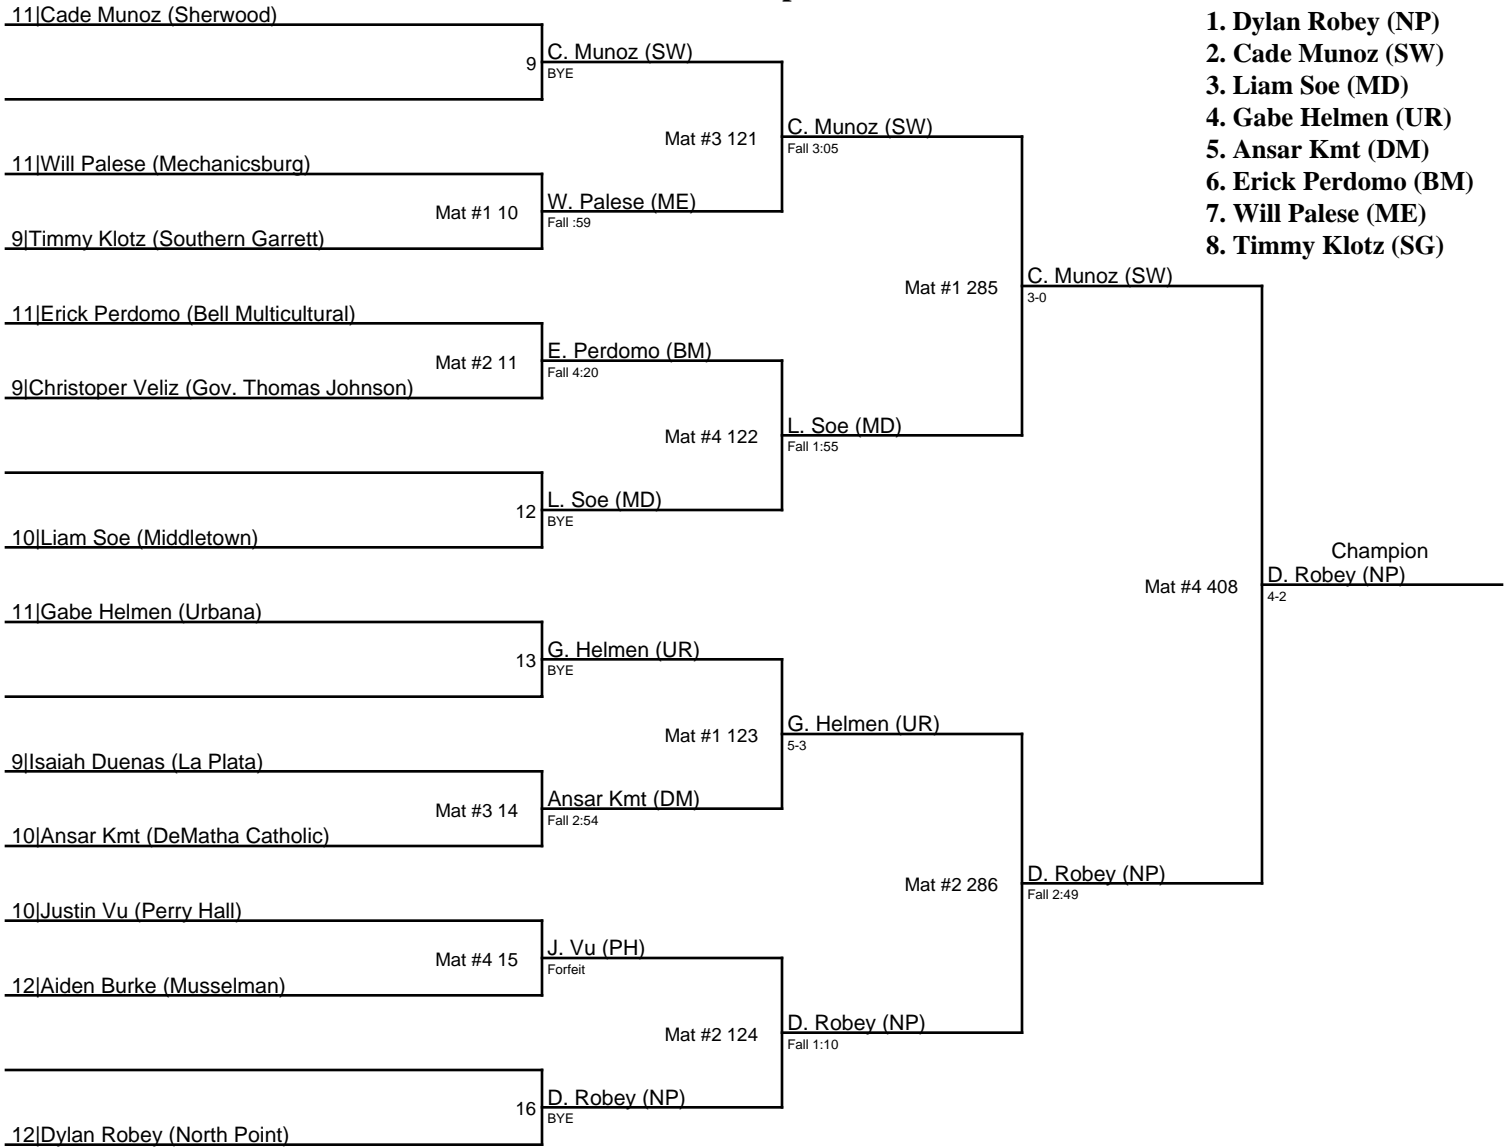 11|Cade Munoz (Sherwood)
9
C. Munoz (SW)
BYE
Mat #3 121
C. Munoz (SW)
Fall 3:05
11|Will Palese (Mechanicsburg)
Mat #1 10
W. Palese (ME)
Fall :59
9|Timmy Klotz (Southern Garrett)
Mat #1 285
C. Munoz (SW)
3-0
11|Erick Perdomo (Bell Multicultural)
Mat #2 11
E. Perdomo (BM)
Fall 4:20
9|Christoper Veliz (Gov. Thomas Johnson)
Mat #4 122
L. Soe (MD)
Fall 1:55
12
L. Soe (MD)
BYE
10|Liam Soe (Middletown)
Mat #4 408
Champion
D. Robey (NP)
4-2
11|Gabe Helmen (Urbana)
13
G. Helmen (UR)
BYE
Mat #1 123
G. Helmen (UR)
5-3
9|Isaiah Duenas (La Plata)
Mat #3 14
Ansar Kmt (DM)
Fall 2:54
10|Ansar Kmt (DeMatha Catholic)
Mat #2 286
D. Robey (NP)
Fall 2:49
10|Justin Vu (Perry Hall)
Mat #4 15
J. Vu (PH)
Forfeit
12|Aiden Burke (Musselman)
Mat #2 124
D. Robey (NP)
Fall 1:10
16
D. Robey (NP)
BYE
12|Dylan Robey (North Point)
1. Dylan Robey (NP)
2. Cade Munoz (SW)
3. Liam Soe (MD)
4. Gabe Helmen (UR)
5. Ansar Kmt (DM)
6. Erick Perdomo (BM)
7. Will Palese (ME)
8. Timmy Klotz (SG)